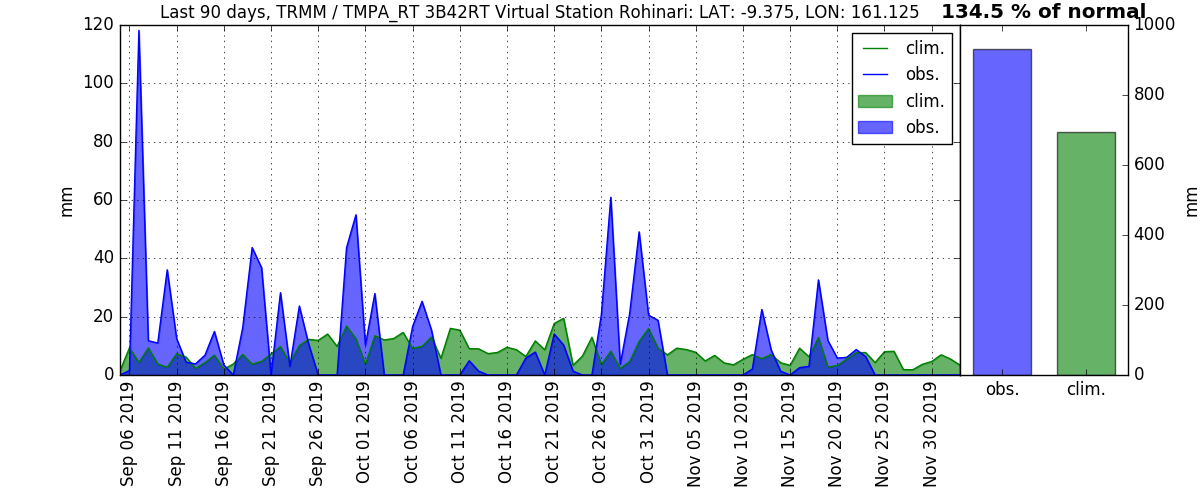 Last 90 days, TRMM / TMPA_RT 3B42RT Virtual Station Rohinari: LAT: -9.375, LON: 161.125
134.5 % of normal
120
100
80
60
40
20
0
mm
clim.
obs.
clim.
obs.
1000
800
600
400
200
0
mm
obs.
clim.
Sep 06 2019
Sep 11 2019
Sep 16 2019
Sep 21 2019
Sep 26 2019
Oct 01 2019
Oct 06 2019
Oct 11 2019
Oct 16 2019
Oct 21 2019
Oct 26 2019
Oct 31 2019
Nov 05 2019
Nov 10 2019
Nov 15 2019
Nov 20 2019
Nov 25 2019
Nov 30 2019